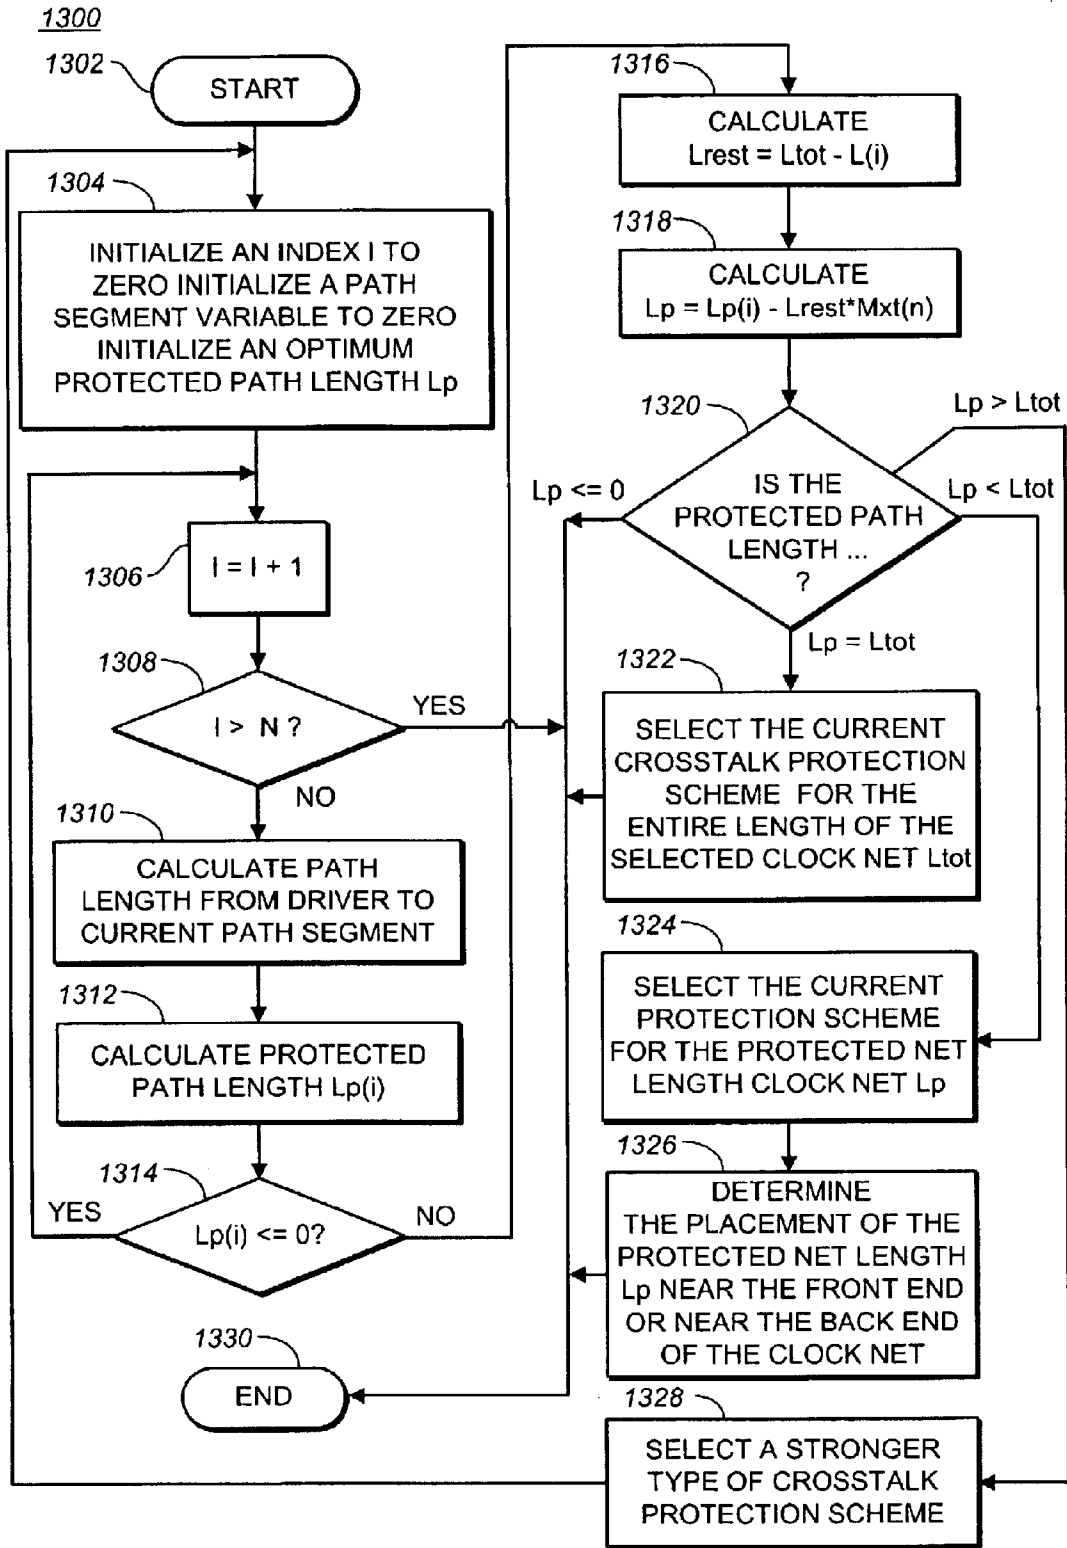 1300
1302
START
1304
INITIALIZE AN INDEX I TO
ZERO INITIALIZE A PATH
SEGMENT VARIABLE TO ZERO
INITIALIZE AN OPTIMUM
PROTECTED PATH LENGTH Lp
1306
I = I + 1
1308
I > N ?
YES
NO
1310
CALCULATE PATH
LENGTH FROM DRIVER TO
CURRENT PATH SEGMENT
1312
CALCULATE PROTECTED
PATH LENGTH Lp(i)
1314
YES
Lp(i) <= 0?
NO
1330
END
1316
CALCULATE
Lrest = Ltot - L(i)
1318
CALCULATE
Lp = Lp(i) - Lrest*Mxt(n)
1320
Lp > Ltot
Lp <= 0
Lp < Ltot
IS THE
PROTECTED PATH
LENGTH ...
?
Lp = Ltot
1322
SELECT THE CURRENT
CROSSTALK PROTECTION
SCHEME FOR THE
ENTIRE LENGTH OF THE
SELECTED CLOCK NET Ltot
1324
SELECT THE CURRENT
PROTECTION SCHEME
FOR THE PROTECTED NET
LENGTH CLOCK NET Lp
1326
DETERMINE
THE PLACEMENT OF THE
PROTECTED NET LENGTH
Lp NEAR THE FRONT END
OR NEAR THE BACK END
OF THE CLOCK NET
1328
SELECT A STRONGER
TYPE OF CROSSTALK
PROTECTION SCHEME